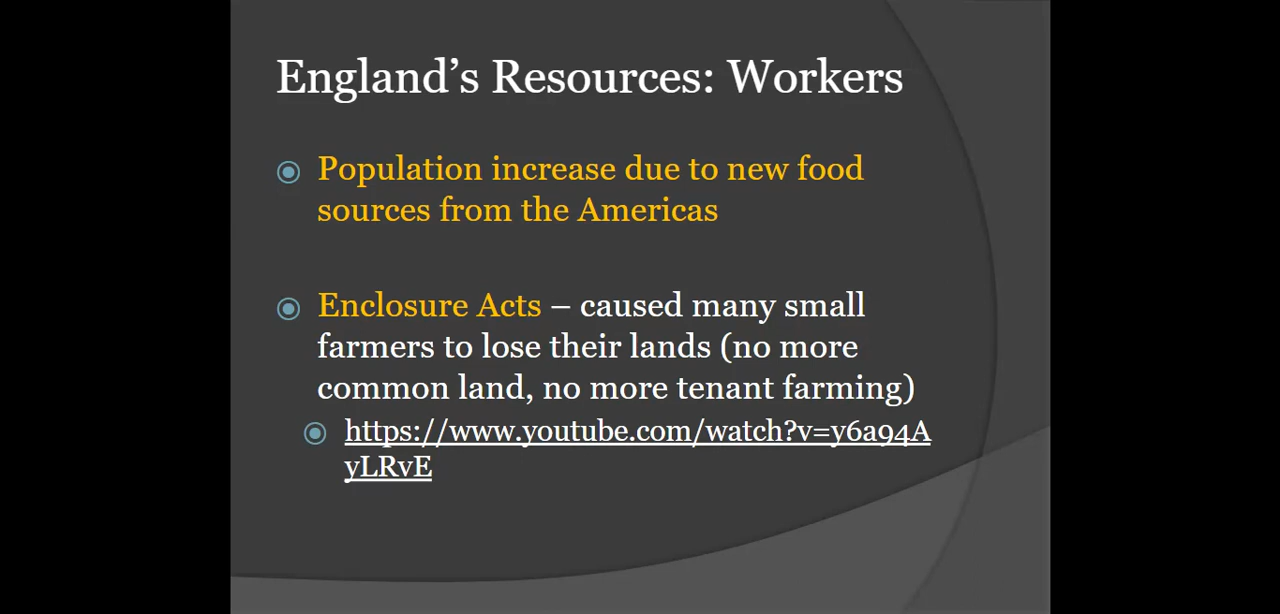 England’s Resources: Workers
Population increase due to new food
sources from the Americas
Enclosure Acts – caused many small
farmers to lose their lands (no more
common land, no more tenant farming)
https://www.youtube.com/watch?v=y6a94A
yLRvE